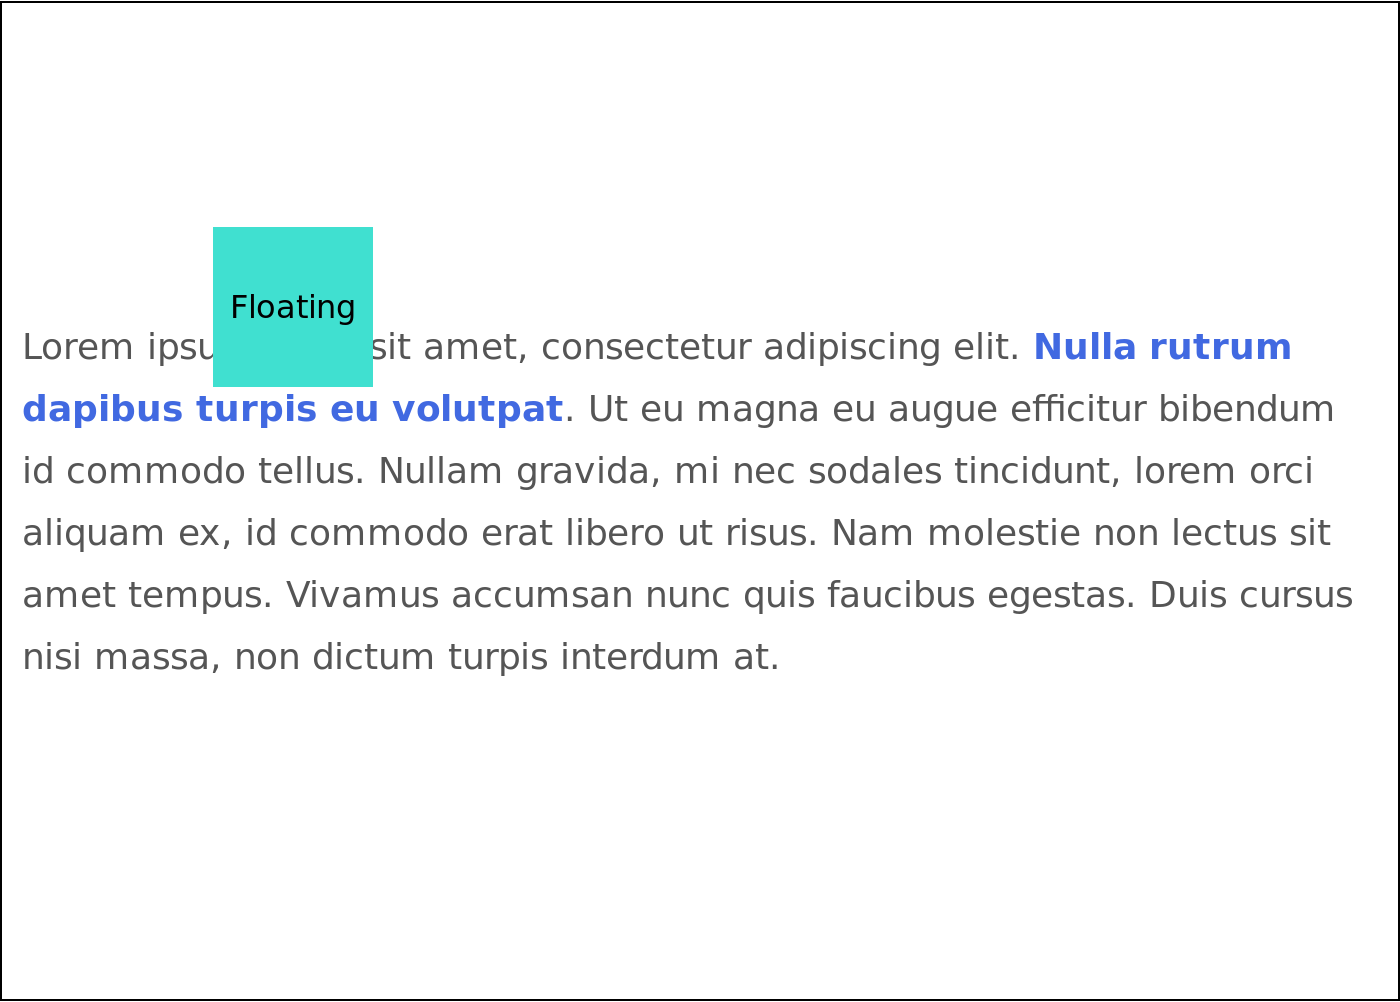 Floating
Lorem ipsu sit amet, consectetur adipiscing elit. Nulla rutrum
dapibus turpis eu volutpat. Ut eu magna eu augue efficitur bibendum
id commodo tellus. Nullam gravida, mi nec sodales tincidunt, lorem orci
aliquam ex, id commodo erat libero ut risus. Nam molestie non lectus sit
amet tempus. Vivamus accumsan nunc quis faucibus egestas. Duis cursus
nisi massa, non dictum turpis interdum at.